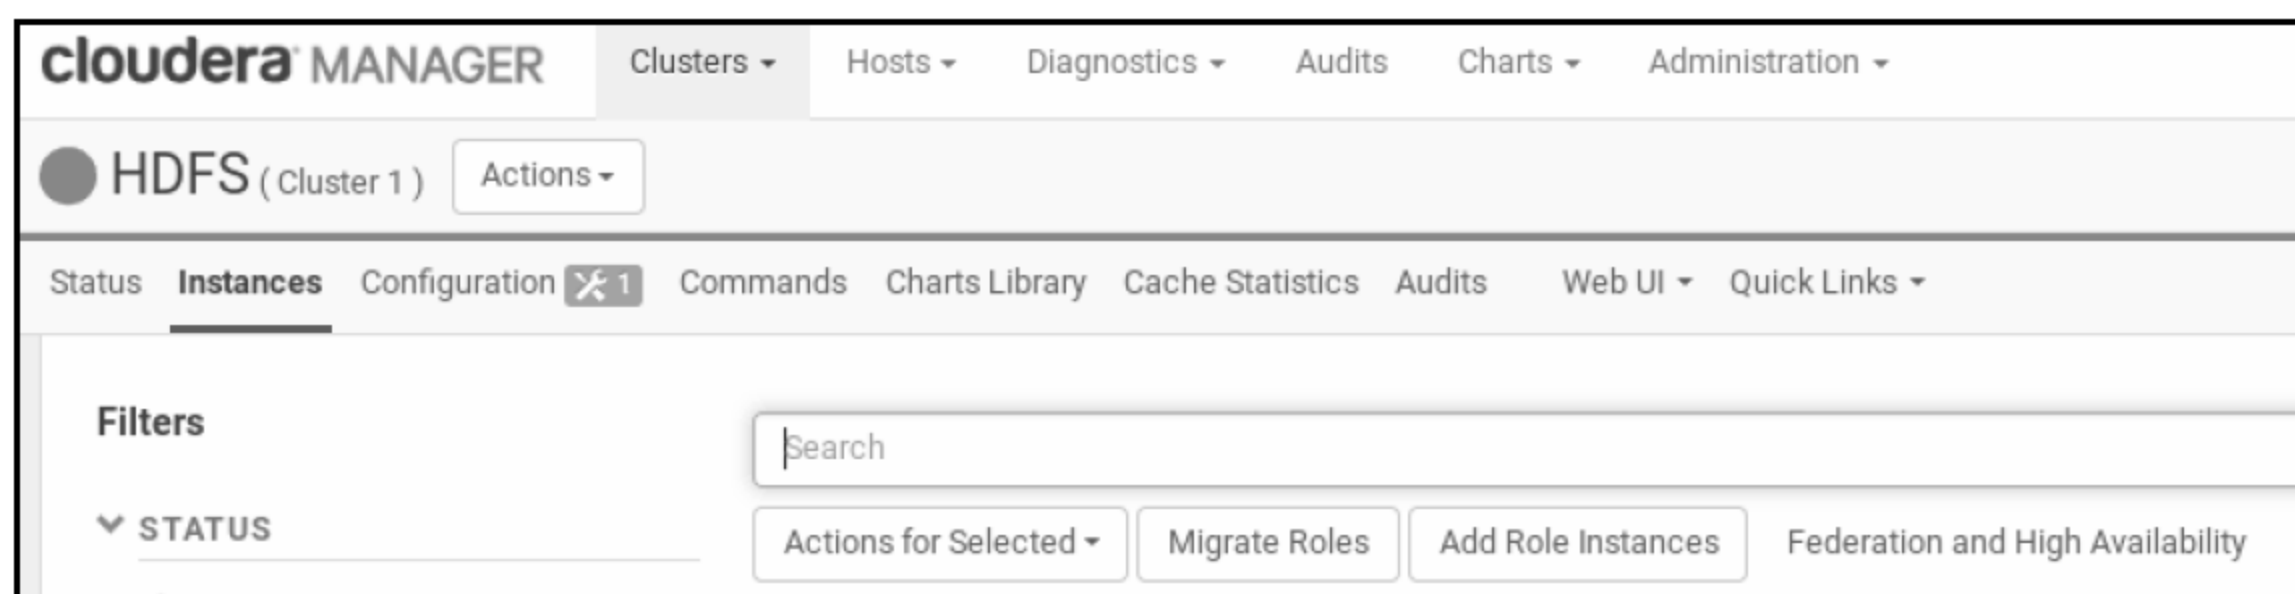 cloudera MANAGER Clusters Hosts Diagnostics Audits Charts Administration
HDFS ( Cluster 1 ) Actions
Status Instances Configuration 1 Commands Charts Library Cache Statistics Audits Web UI Quick Links
Filters
Search
STATUS
Actions for Selected Migrate Roles Add Role Instances Federation and High Availability